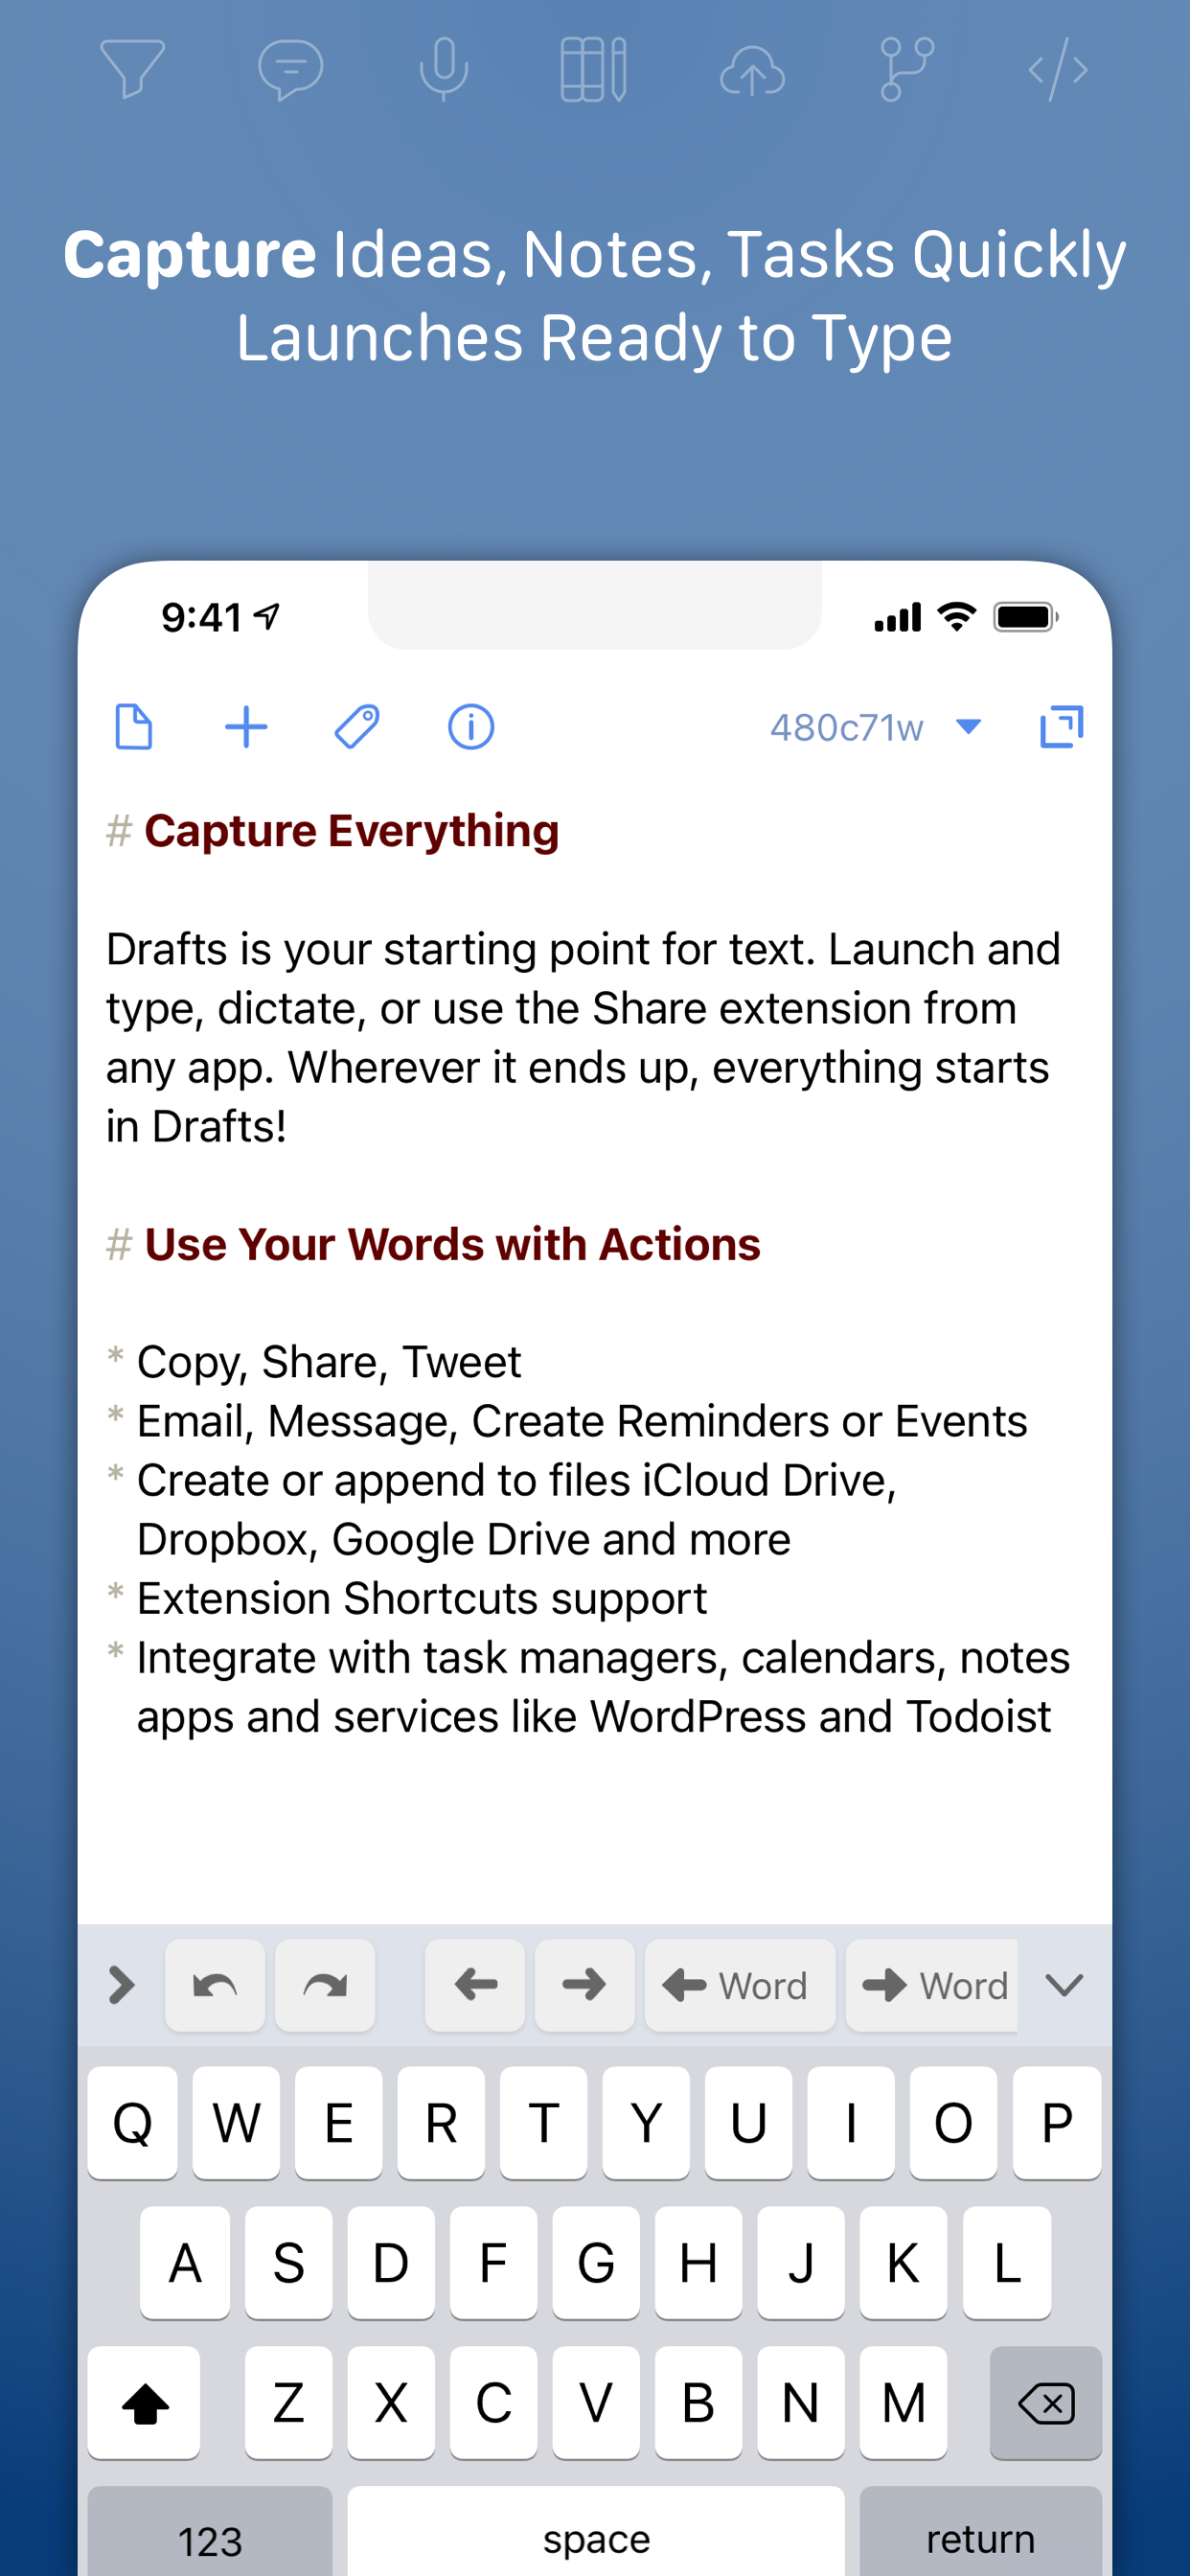 Capture Ideas, Notes, Tasks Quickly
Launches Ready to Type
9:41
480c71w
# Capture Everything
Drafts is your starting point for text. Launch and
type, dictate, or use the Share extension from
any app. Wherever it ends up, everything starts
in Drafts!
# Use Your Words with Actions
* Copy, Share, Tweet
* Email, Message, Create Reminders or Events
* Create or append to files iCloud Drive,
Dropbox, Google Drive and more
* Extension Shortcuts support
* Integrate with task managers, calendars, notes
apps and services like WordPress and Todoist
Word Word
Q W E R T Y U I O P
A S D F G H J K L
Z X C V B N M
123 space return